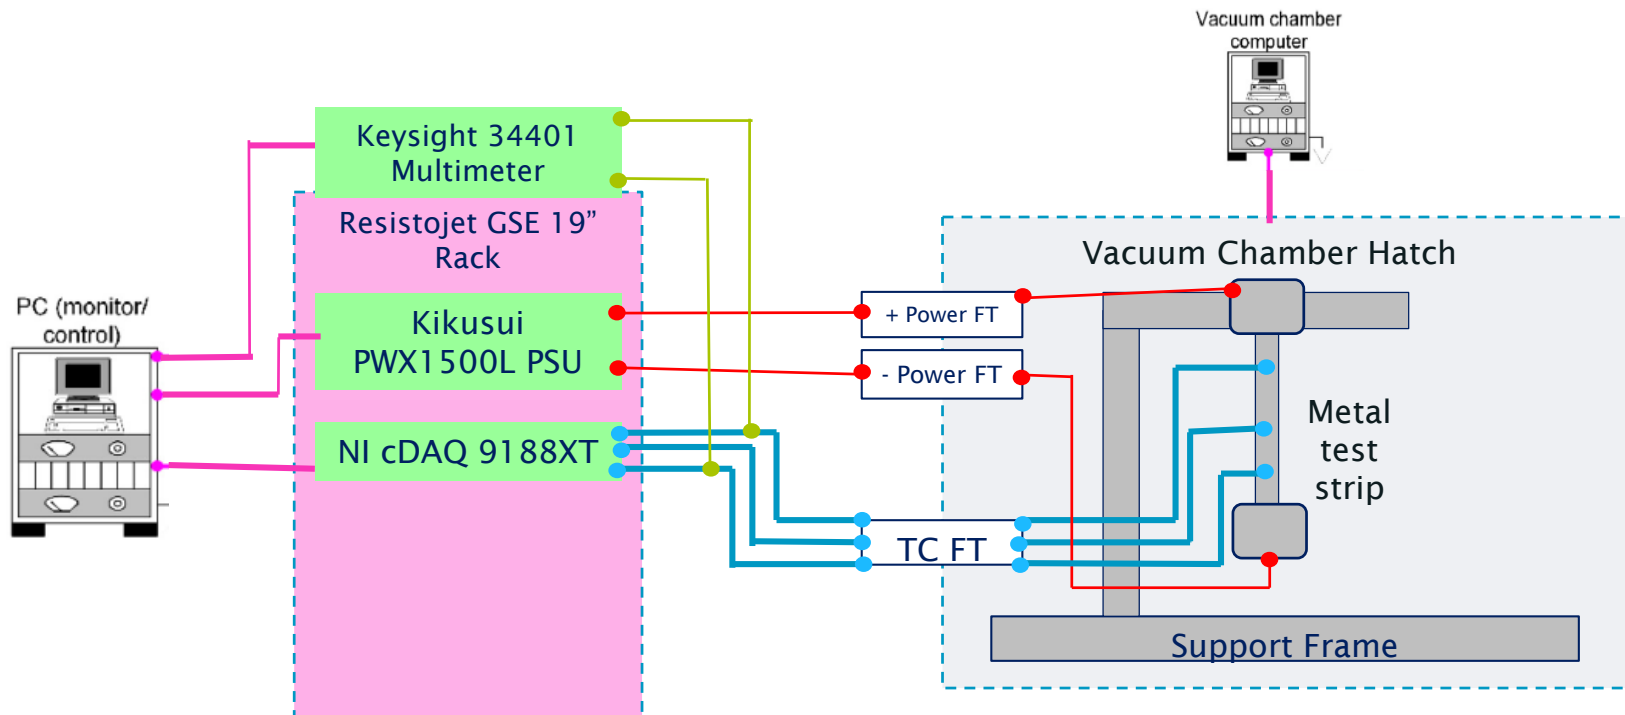 Vacuum chamber
computer
Keysight 34401
Multimeter
Resistojet GSE 19”
Rack
Vacuum Chamber Hatch
PC (monitor/
control)
Kikusui
PWX1500L PSU
+ Power FT
- Power FT
NI cDAQ 9188XT
Metal
test
strip
TC FT
Support Frame